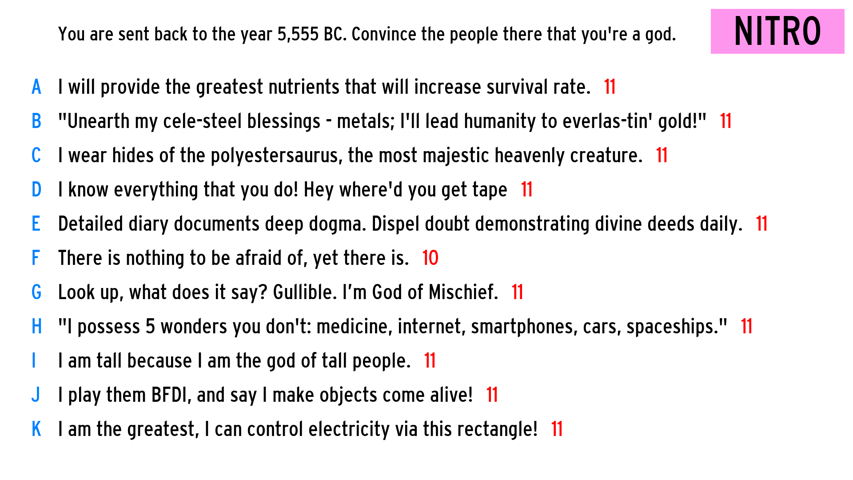 You are sent back to the year 5,555 BC. Convince the people there that you're a god.
NITRO
A I will provide the greatest nutrients that will increase survival rate. 11
B "Unearth my cele-steel blessings - metals; I'll lead humanity to everlas-tin' gold!" 11
C I wear hides of the polyestersaurus, the most majestic heavenly creature. 11
D I know everything that you do! Hey where'd you get tape 11
E Detailed diary documents deep dogma. Dispel doubt demonstrating divine deeds daily. 11
F There is nothing to be afraid of, yet there is. 10
G Look up, what does it say? Gullible. I’m God of Mischief. 11
H "I possess 5 wonders you don't: medicine, internet, smartphones, cars, spaceships." 11
I I am tall because I am the god of tall people. 11
J I play them BFDI, and say I make objects come alive! 11
K I am the greatest, I can control electricity via this rectangle! 11